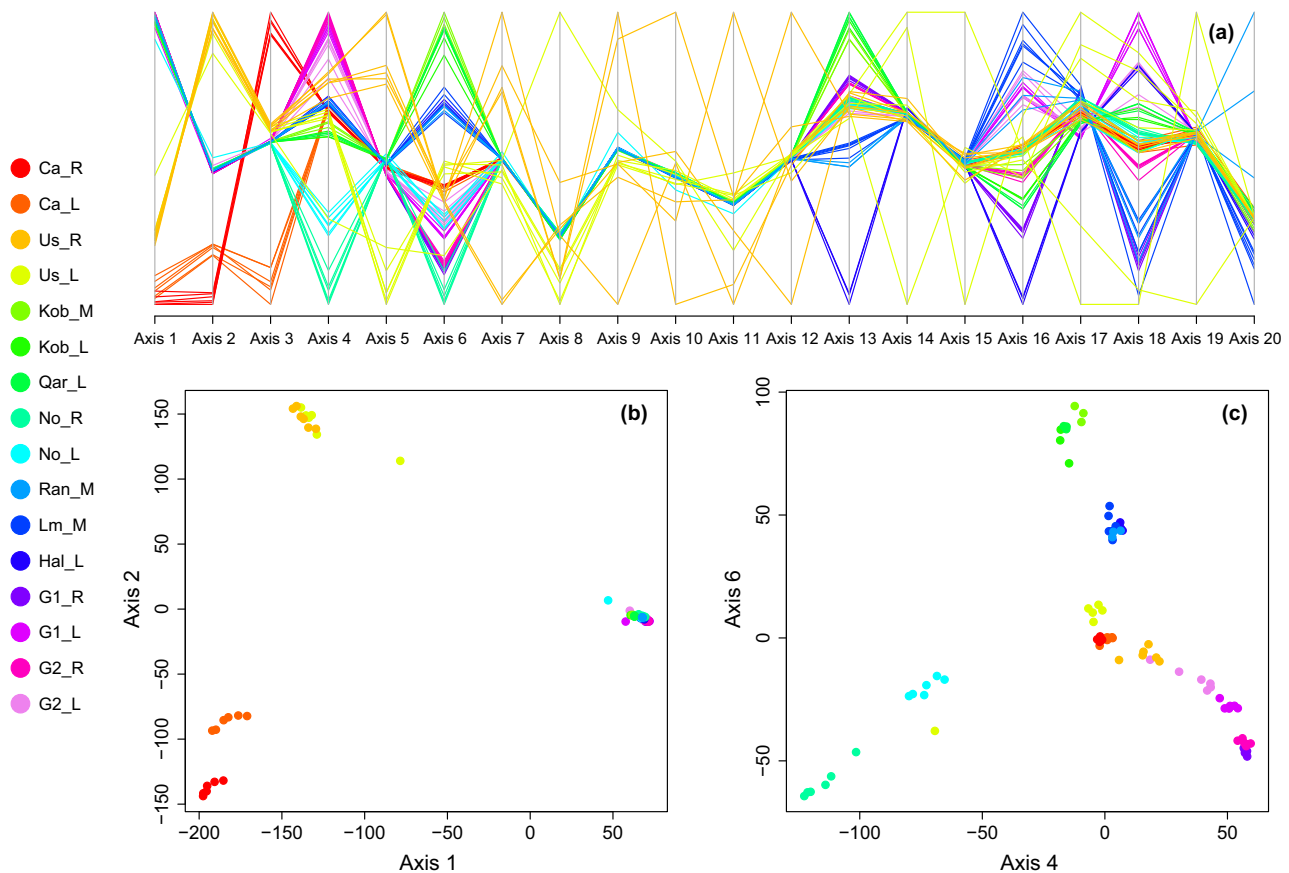 (a)
Axis 1 Axis 2 Axis 3 Axis 4 Axis 5 Axis 6 Axis 7 Axis 8 Axis 9 Axis 10 Axis 11 Axis 12 Axis 13 Axis 14 Axis 15 Axis 16 Axis 17 Axis 18 Axis 19 Axis 20
Ca_R
Ca_L
Us_R
Us_L
Kob_M
Kob_L
Qar_L
No_R
No_L
Ran_M
Lm_M
Hal_L
G1_R
G1_L
G2_R
G2_L
(b)
Axis 2
150
100
50
0
−50
−100
−150
−200 −150 −100 −50 0 50
Axis 1
(c)
Axis 6
100
50
0
−50
−100 −50 0 50
Axis 4